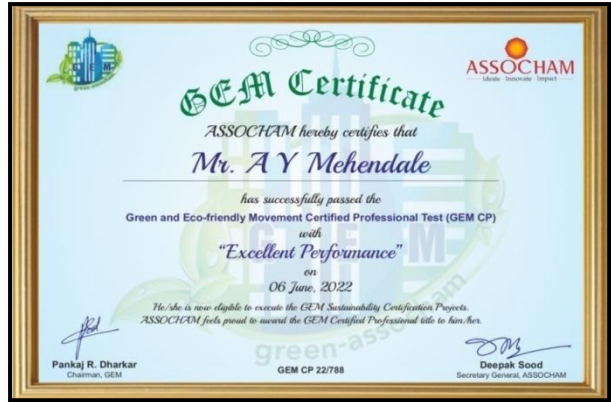 GEM
green-assocham
ASSOCHAM
Ideate Innovate Impact
GEM Certificate
ASSOCHAM hereby certifies that
Mr. A Y Mehendale
has successfully passed the
Green and Eco-friendly Movement Certified Professional Test (GEM CP)
with
"Excellent Performance"
on
06 June, 2022
He/she is now eligible to execute the GEM Sustainability Certification Projects.
ASSOCHAM feels proud to award the GEM Certified Professional title to him/her.
Pankaj R. Dharkar
Chairman, GEM
GEM CP 22/788
Deepak Sood
Secretary General, ASSOCHAM